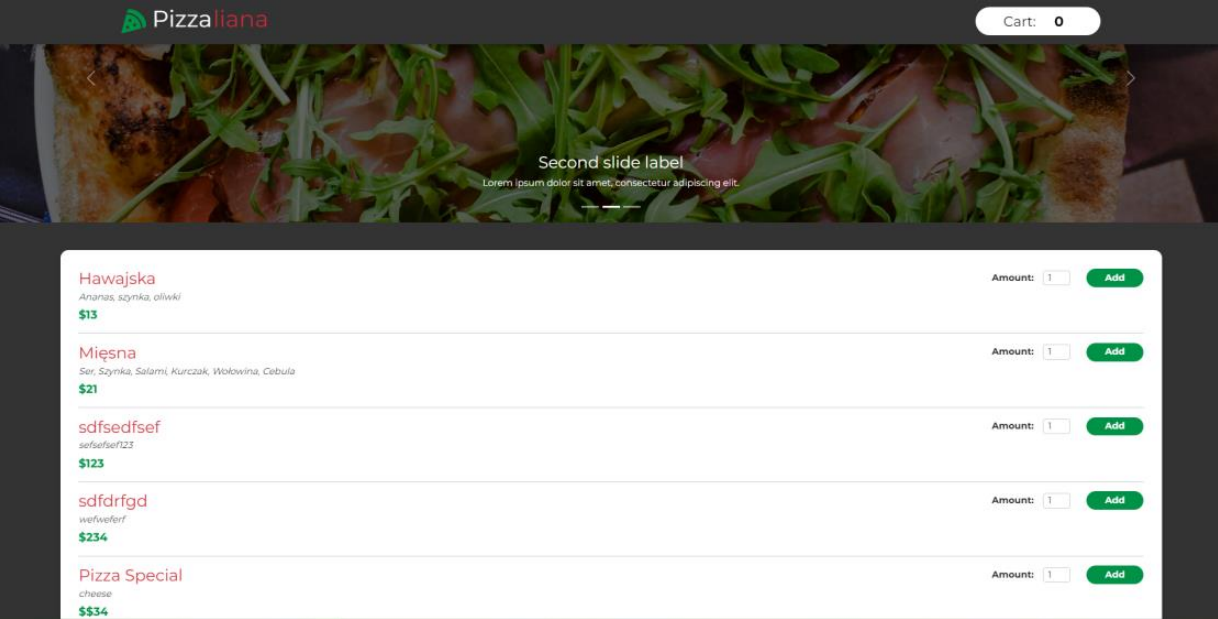 Pizzaliana
Cart: 0
Second slide label
Lorem ipsum dolor sit amet, consectetur adipiscing elit.
Hawajska
Amount: 1 Add
Ananas, szynka, oliwki
$13
Mięsna
Amount: 1 Add
Ser, Szynka, Salami, Kurczak, Wołowina, Cebula
$21
sdfsedfsef
Amount: 1 Add
sefsefsef123
$123
sdfdrfgd
Amount: 1 Add
wefweferf
$234
Pizza Special
Amount: 1 Add
cheese
$$34